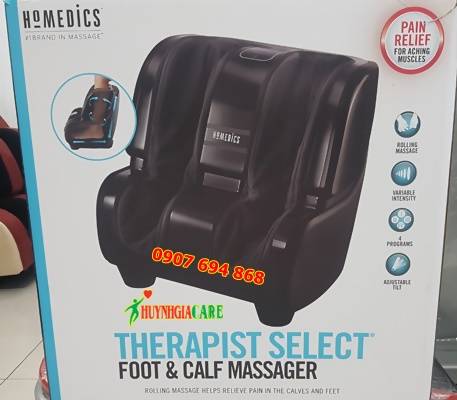 HOMEDICS
#1 BRAND IN MASSAGE
PAIN
RELIEF
FOR ACHING
MUSCLES
ROLLING
MASSAGE
VARIABLE
INTENSITY
4
PROGRAMS
ADJUSTABLE
TILT
HOMEDICS
0907 694 868
HUYNHGIACARE
THERAPIST SELECT®
FOOT & CALF MASSAGER
ROLLING MASSAGE HELPS RELIEVE PAIN IN THE CALVES AND FEET